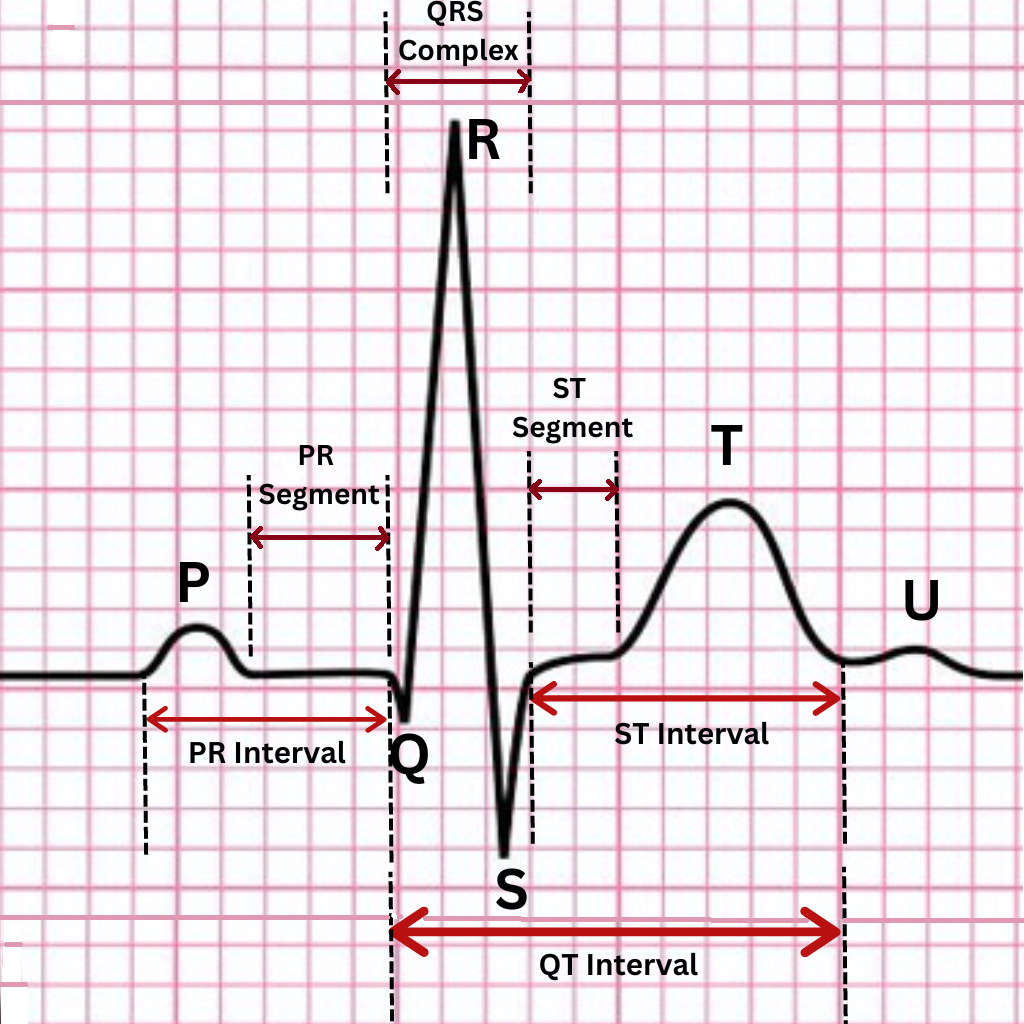 QRS
Complex
R
ST
Segment
T
PR
Segment
P
U
ST Interval
PR Interval
Q
S
QT Interval